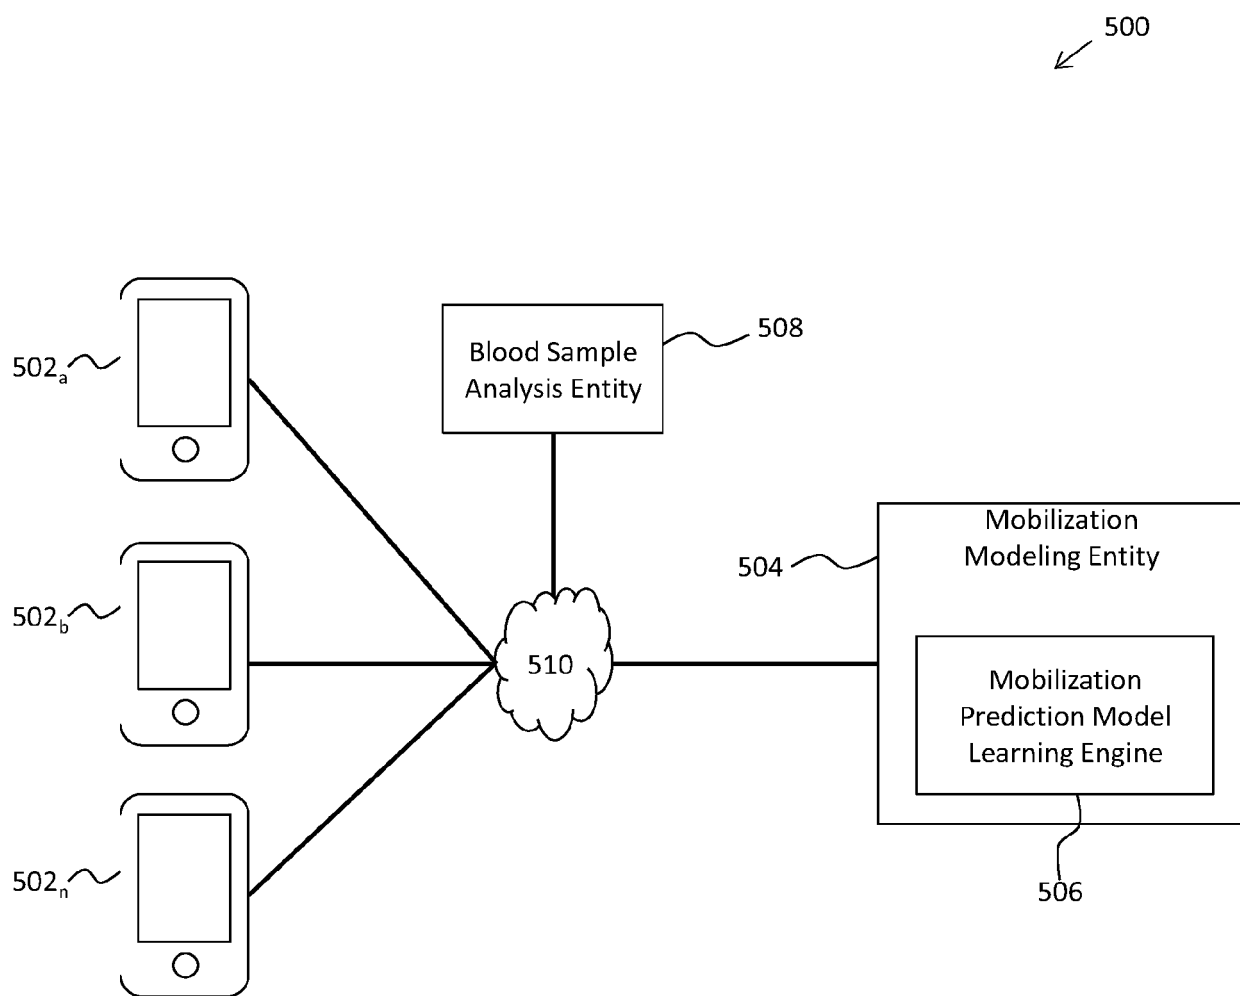 500
502a
Blood Sample
Analysis Entity
508
504
Mobilization
Modeling Entity
502b
510
Mobilization
Prediction Model
Learning Engine
502n
506